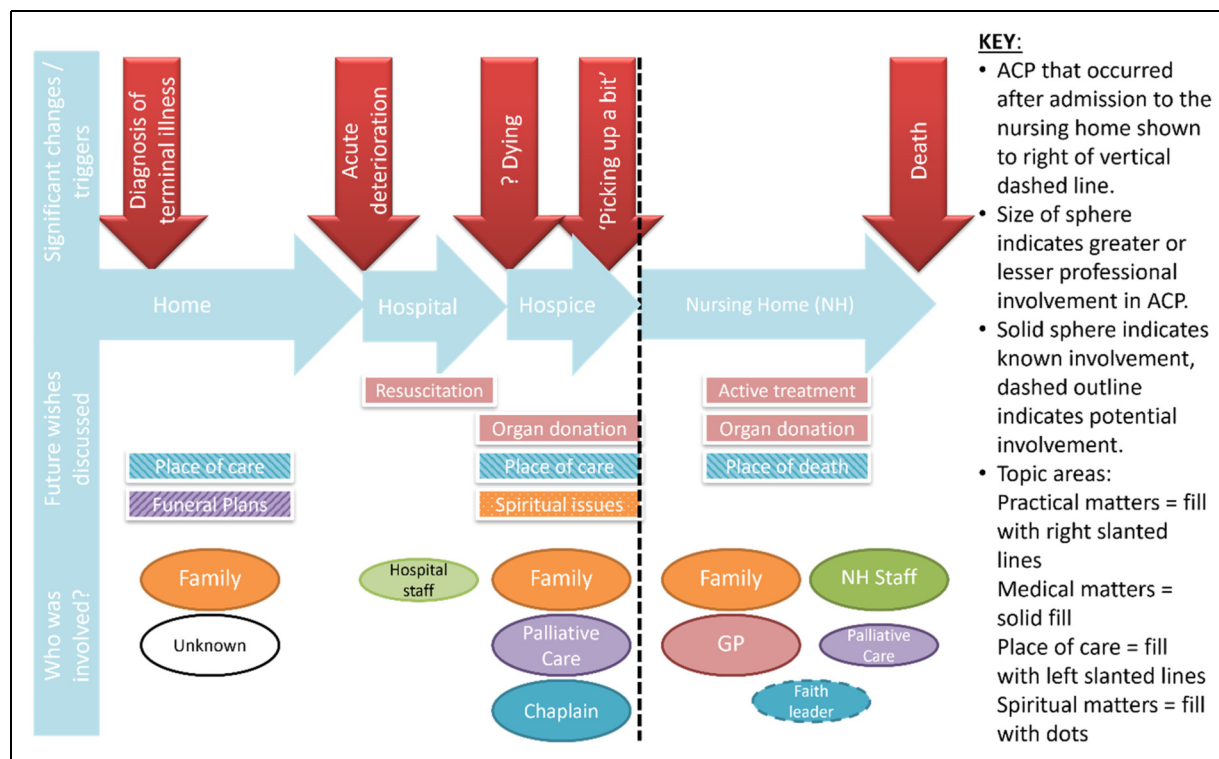 Significant changes /
triggers
Diagnosis of
terminal illness
Acute
deterioration
? Dying
‘Picking up a bit’
Death
Home
Hospital
Hospice
Nursing Home (NH)
Future wishes
discussed
Resuscitation
Active treatment
Organ donation
Organ donation
Place of care
Place of care
Place of death
Funeral Plans
Spiritual issues
Who was
involved?
Family
Hospital
staff
Family
Family
NH Staff
Unknown
Palliative
Care
GP
Palliative
Care
Chaplain
Faith
leader
KEY:
• ACP that occurred
after admission to the
nursing home shown
to right of vertical
dashed line.
• Size of sphere
indicates greater or
lesser professional
involvement in ACP.
• Solid sphere indicates
known involvement,
dashed outline
indicates potential
involvement.
• Topic areas:
Practical matters = fill
with right slanted
lines
Medical matters =
solid fill
Place of care = fill
with left slanted lines
Spiritual matters = fill
with dots